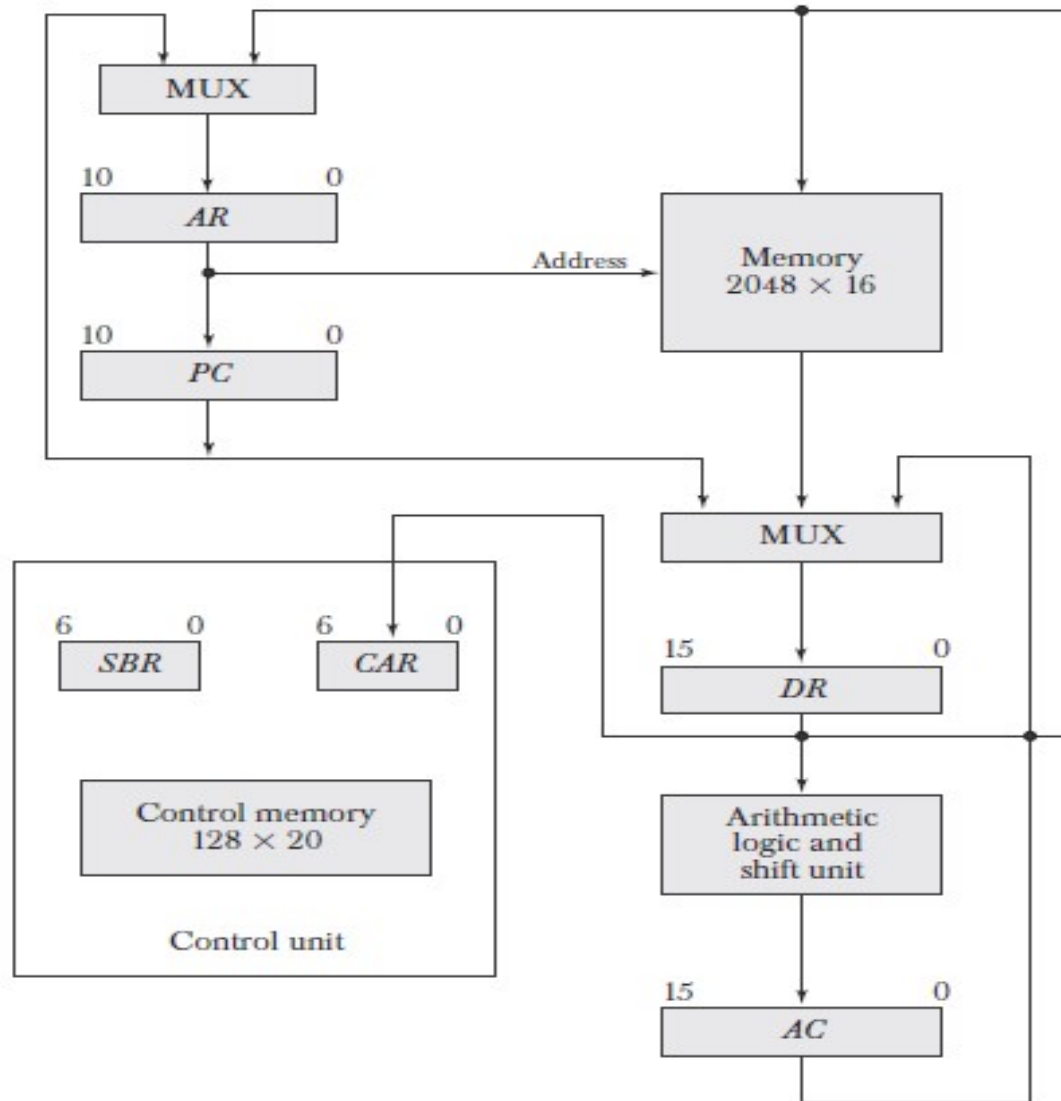 MUX
10 0
AR
Address
Memory
2048 × 16
10 0
PC
MUX
6 0
6 0
SBR
CAR
15 0
DR
Control memory
128 × 20
Arithmetic
logic and
shift unit
Control unit
15 0
AC